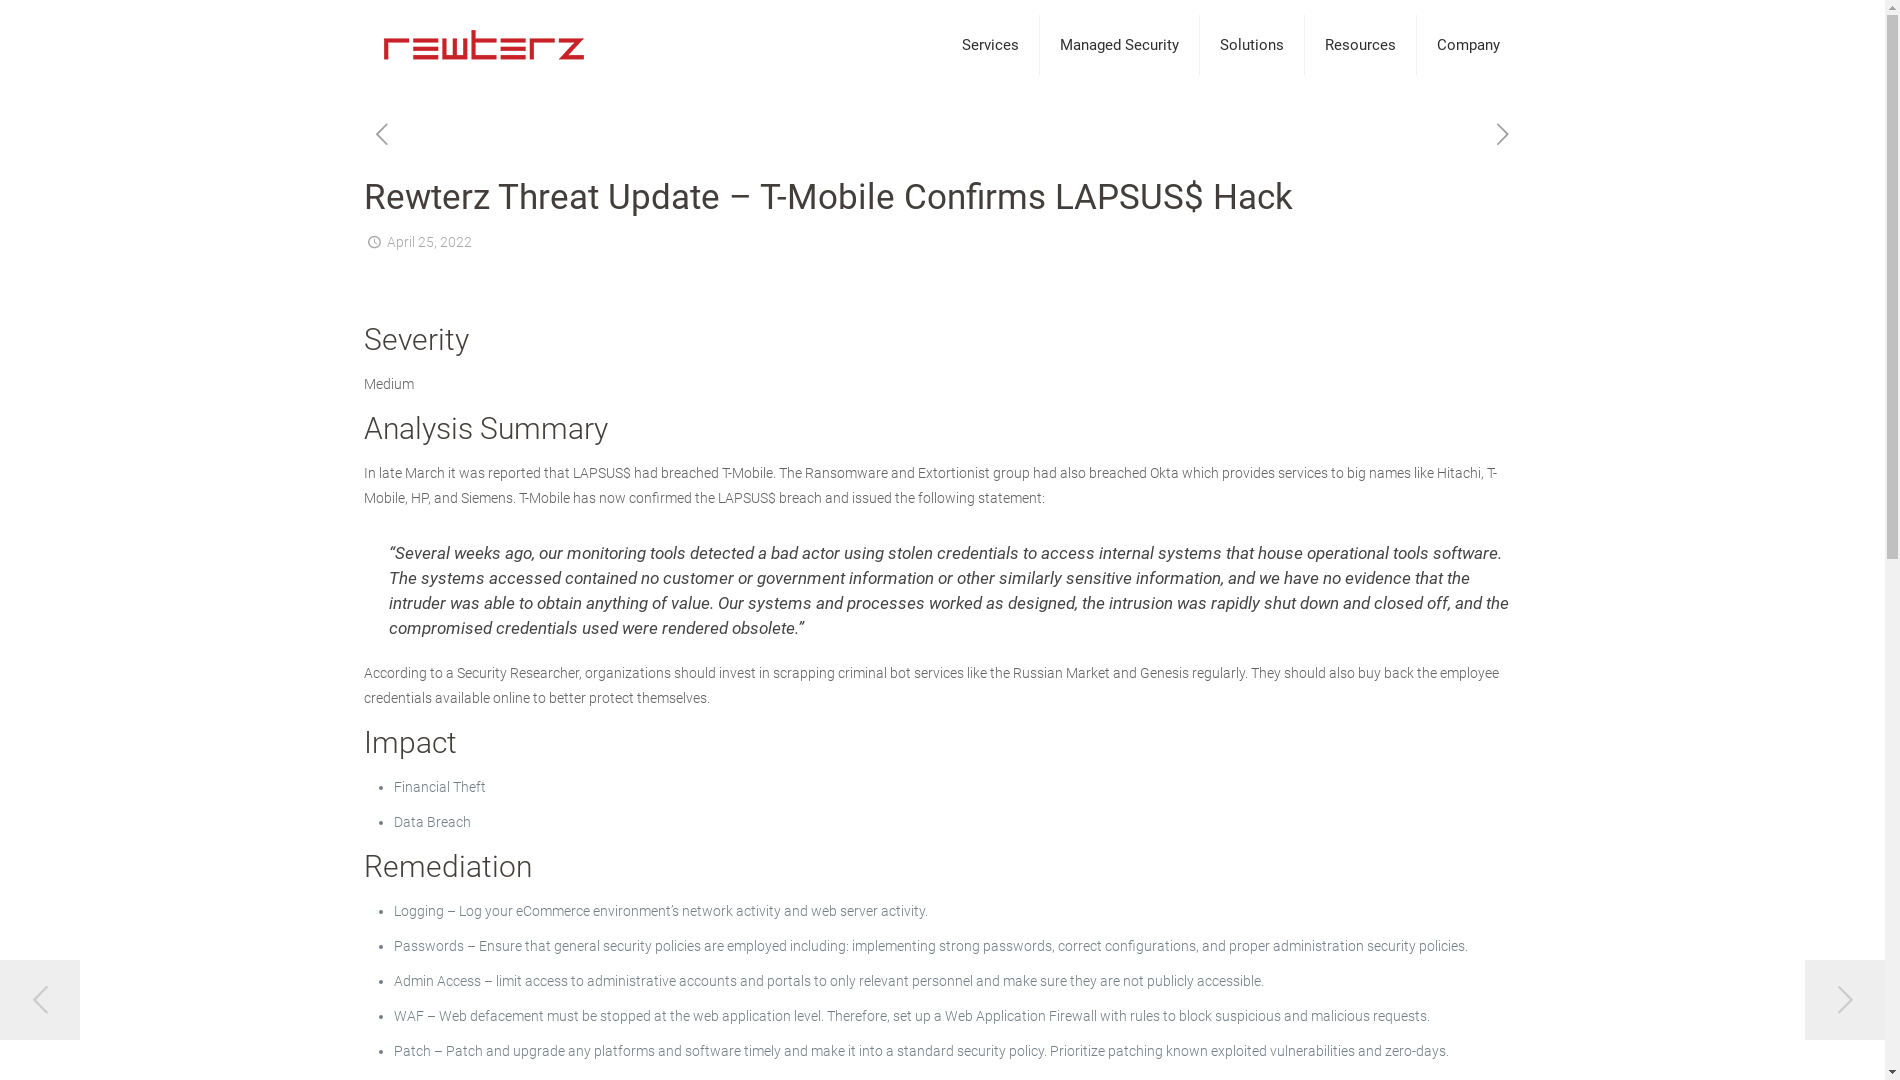 rewterz
Services
Managed Security
Solutions
Resources
Company
Rewterz Threat Update – T-Mobile Confirms LAPSUS$ Hack
April 25, 2022
Severity
Medium
Analysis Summary
In late March it was reported that LAPSUS$ had breached T-Mobile. The Ransomware and Extortionist group had also breached Okta which provides services to big names like Hitachi, T-
Mobile, HP, and Siemens. T-Mobile has now confirmed the LAPSUS$ breach and issued the following statement:
“Several weeks ago, our monitoring tools detected a bad actor using stolen credentials to access internal systems that house operational tools software.
The systems accessed contained no customer or government information or other similarly sensitive information, and we have no evidence that the
intruder was able to obtain anything of value. Our systems and processes worked as designed, the intrusion was rapidly shut down and closed off, and the
compromised credentials used were rendered obsolete.”
According to a Security Researcher, organizations should invest in scrapping criminal bot services like the Russian Market and Genesis regularly. They should also buy back the employee
credentials available online to better protect themselves.
Impact
• Financial Theft
• Data Breach
Remediation
• Logging – Log your eCommerce environment’s network activity and web server activity.
• Passwords – Ensure that general security policies are employed including: implementing strong passwords, correct configurations, and proper administration security policies.
• Admin Access – limit access to administrative accounts and portals to only relevant personnel and make sure they are not publicly accessible.
• WAF – Web defacement must be stopped at the web application level. Therefore, set up a Web Application Firewall with rules to block suspicious and malicious requests.
• Patch – Patch and upgrade any platforms and software timely and make it into a standard security policy. Prioritize patching known exploited vulnerabilities and zero-days.